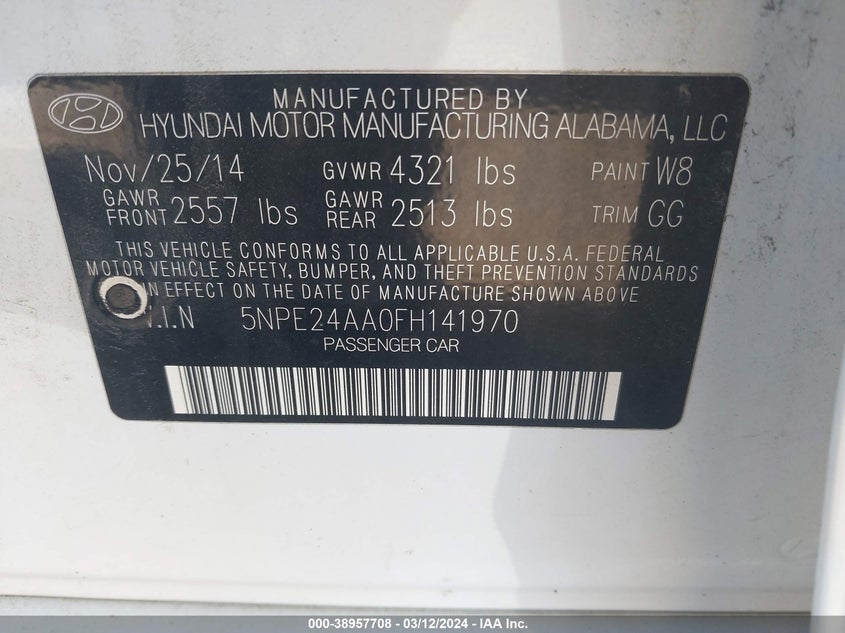 MANUFACTURED BY
HYUNDAI MOTOR MANUFACTURING ALABAMA, LLC
Nov/25/14 GVWR 4321 lbs PAINT W8
GAWR FRONT 2557 lbs GAWR REAR 2513 lbs TRIM GG
THIS VEHICLE CONFORMS TO ALL APPLICABLE U.S.A. FEDERAL
MOTOR VEHICLE SAFETY, BUMPER, AND THEFT PREVENTION STANDARDS
IN EFFECT ON THE DATE OF MANUFACTURE SHOWN ABOVE
V.I.N 5NPE24AA0FH141970
PASSENGER CAR
000-38957708 - 03/12/2024 - IAA Inc.